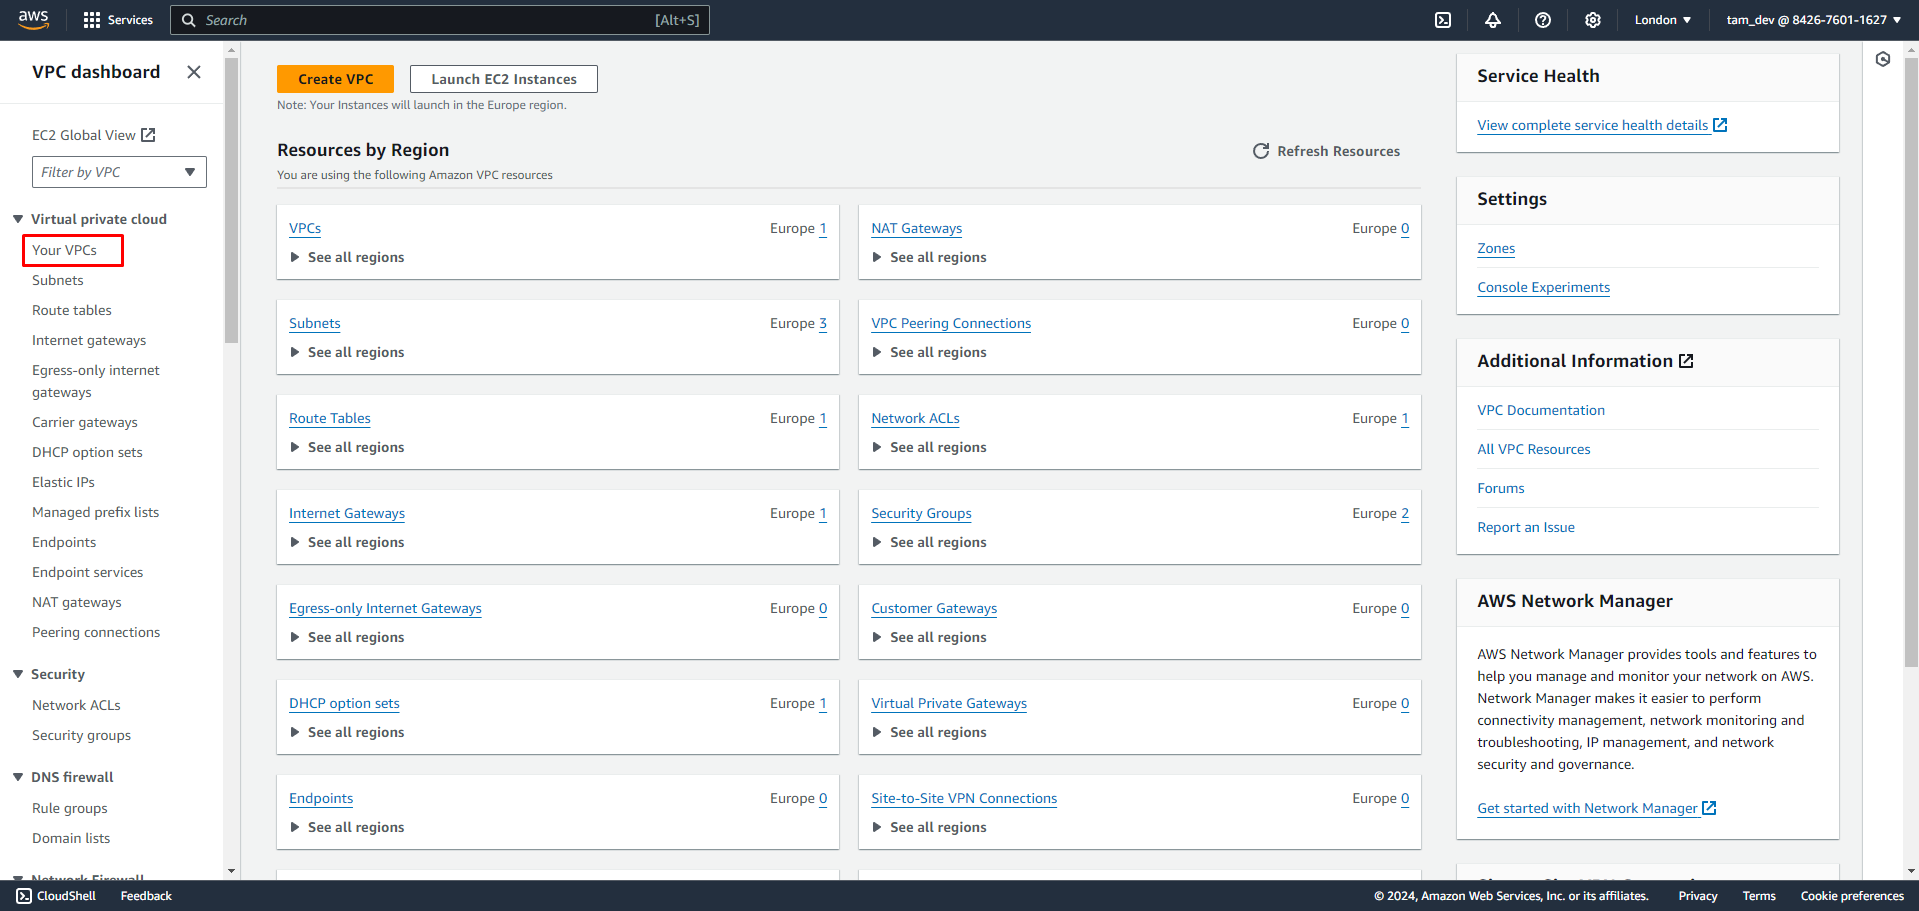 aws
Services
Search
[Alt+S]
London
tam_dev @ 8426-7601-1627
VPC dashboard
EC2 Global View
Filter by VPC
Virtual private cloud
Your VPCs
Subnets
Route tables
Internet gateways
Egress-only internet
gateways
Carrier gateways
DHCP option sets
Elastic IPs
Managed prefix lists
Endpoints
Endpoint services
NAT gateways
Peering connections
Security
Network ACLs
Security groups
DNS firewall
Rule groups
Domain lists
Network Firewall
Create VPC
Launch EC2 Instances
Note: Your Instances will launch in the Europe region.
Resources by Region
Refresh Resources
You are using the following Amazon VPC resources
VPCs
Europe 1
See all regions
NAT Gateways
Europe 0
See all regions
Subnets
Europe 3
See all regions
VPC Peering Connections
Europe 0
See all regions
Route Tables
Europe 1
See all regions
Network ACLs
Europe 1
See all regions
Internet Gateways
Europe 1
See all regions
Security Groups
Europe 2
See all regions
Egress-only Internet Gateways
Europe 0
See all regions
Customer Gateways
Europe 0
See all regions
DHCP option sets
Europe 1
See all regions
Virtual Private Gateways
Europe 0
See all regions
Endpoints
Europe 0
See all regions
Site-to-Site VPN Connections
Europe 0
See all regions
Service Health
View complete service health details
Settings
Zones
Console Experiments
Additional Information
VPC Documentation
All VPC Resources
Forums
Report an Issue
AWS Network Manager
AWS Network Manager provides tools and features to
help you manage and monitor your network on AWS.
Network Manager makes it easier to perform
connectivity management, network monitoring and
troubleshooting, IP management, and network
security and governance.
Get started with Network Manager
CloudShell
Feedback
© 2024, Amazon Web Services, Inc. or its affiliates.
Privacy
Terms
Cookie preferences